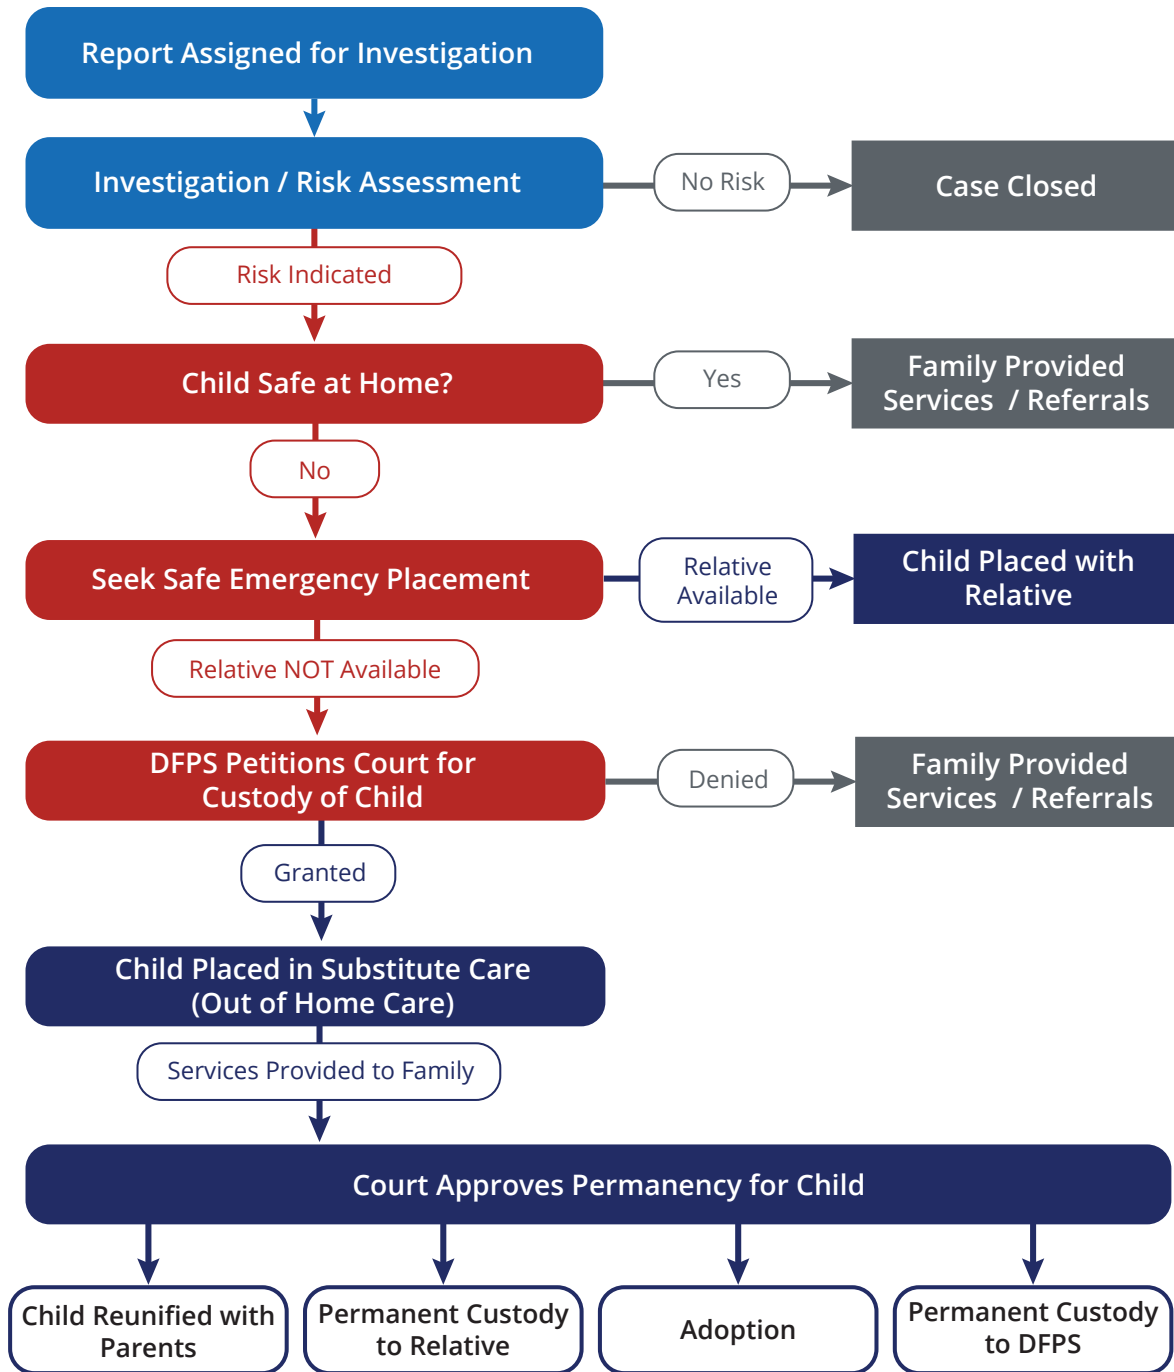 Report Assigned for Investigation
Investigation / Risk Assessment
No Risk
Case Closed
Risk Indicated
Child Safe at Home?
Yes
Family Provided
Services / Referrals
No
Seek Safe Emergency Placement
Relative
Available
Child Placed with
Relative
Relative NOT Available
DFPS Petitions Court for
Custody of Child
Denied
Family Provided
Services / Referrals
Granted
Child Placed in Substitute Care
(Out of Home Care)
Services Provided to Family
Court Approves Permanency for Child
Child Reunified with
Parents
Permanent Custody
to Relative
Adoption
Permanent Custody
to DFPS